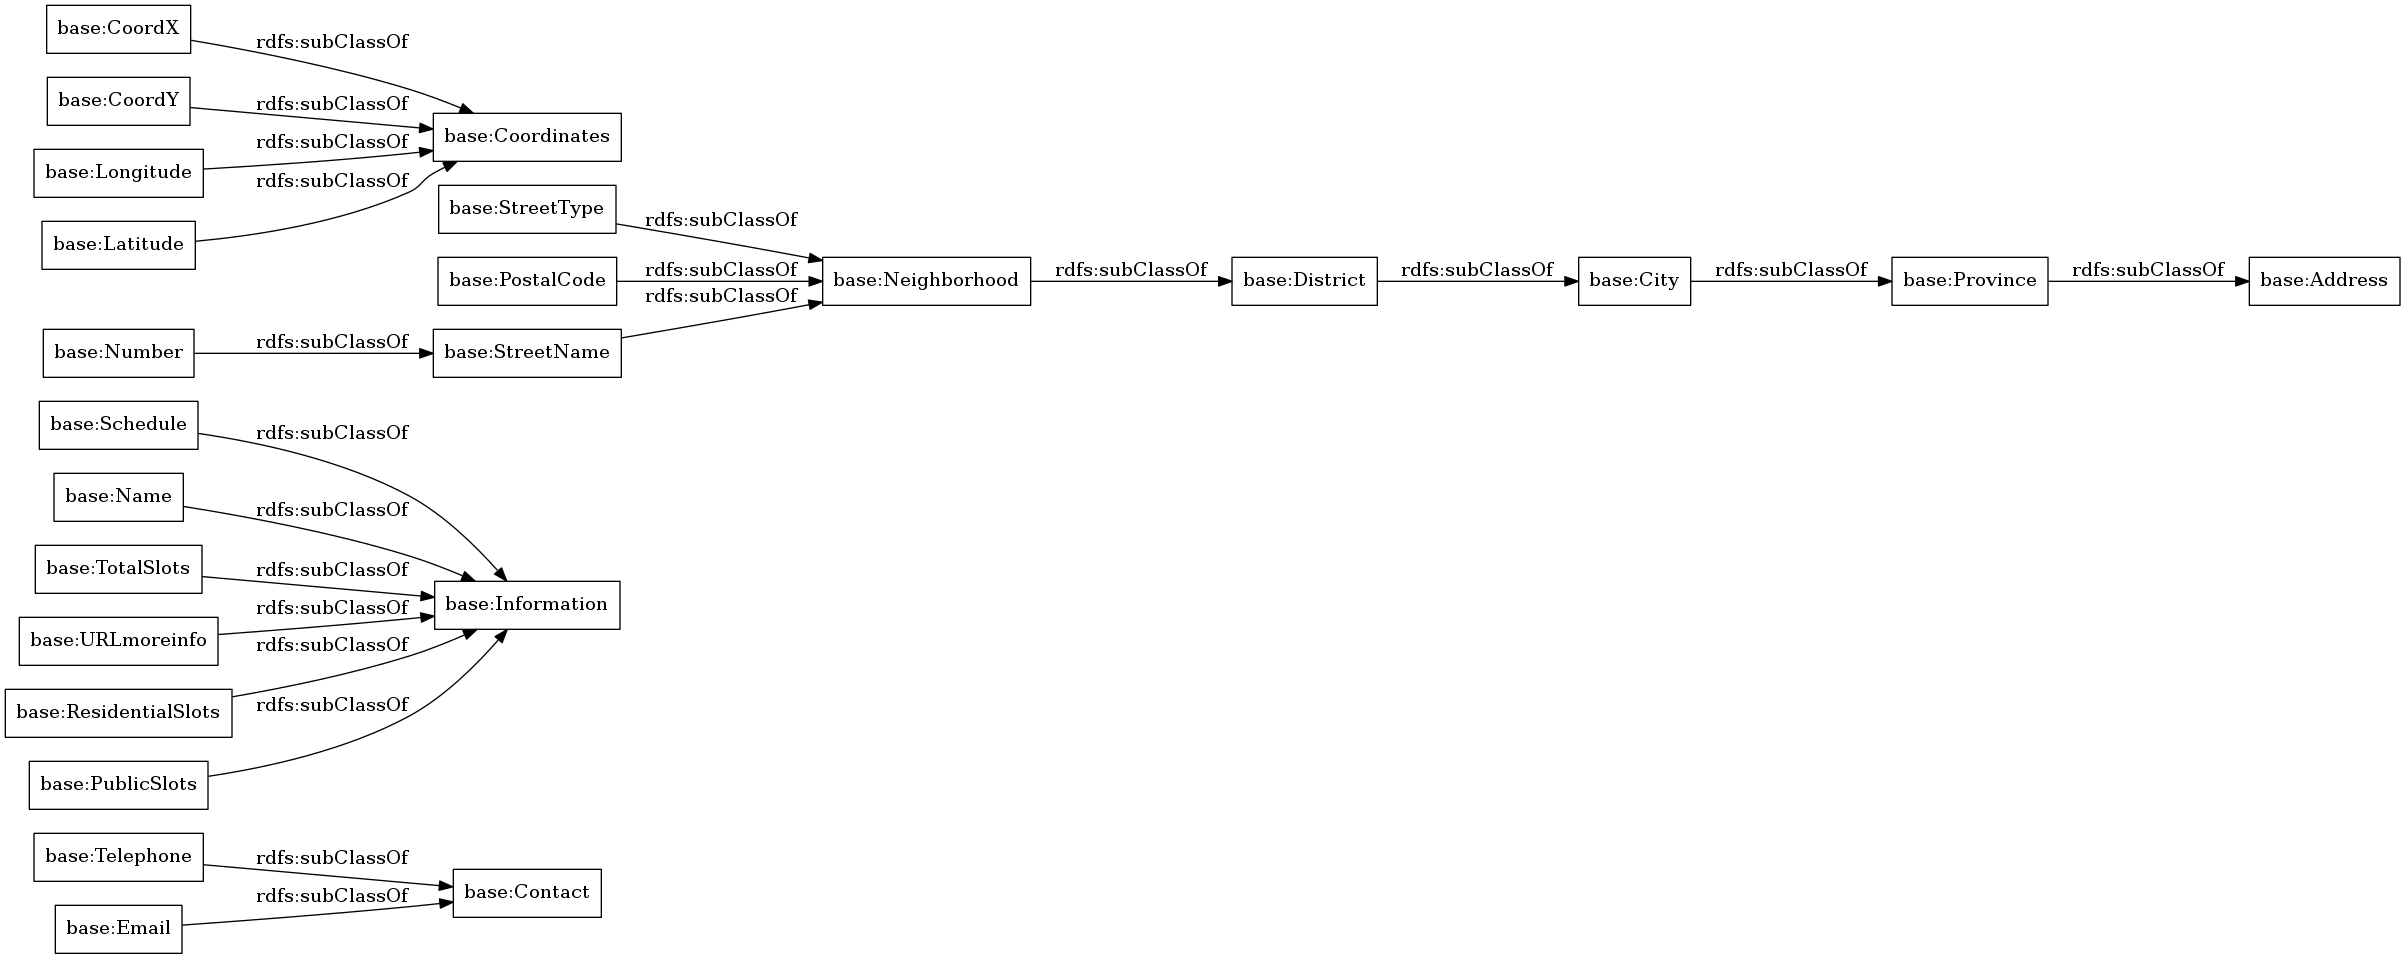 base:CoordX
rdfs:subClassOf
base:CoordY
rdfs:subClassOf
base:Coordinates
rdfs:subClassOf
base:Longitude
rdfs:subClassOf
base:Latitude
base:StreetType
rdfs:subClassOf
base:PostalCode
rdfs:subClassOf
base:Neighborhood
rdfs:subClassOf
base:District
rdfs:subClassOf
base:City
rdfs:subClassOf
base:Province
rdfs:subClassOf
base:Address
rdfs:subClassOf
base:Number
rdfs:subClassOf
base:StreetName
base:Schedule
rdfs:subClassOf
base:Name
rdfs:subClassOf
base:TotalSlots
rdfs:subClassOf
base:Information
rdfs:subClassOf
base:URLmoreinfo
rdfs:subClassOf
base:ResidentialSlots
rdfs:subClassOf
base:PublicSlots
base:Telephone
rdfs:subClassOf
base:Contact
rdfs:subClassOf
base:Email